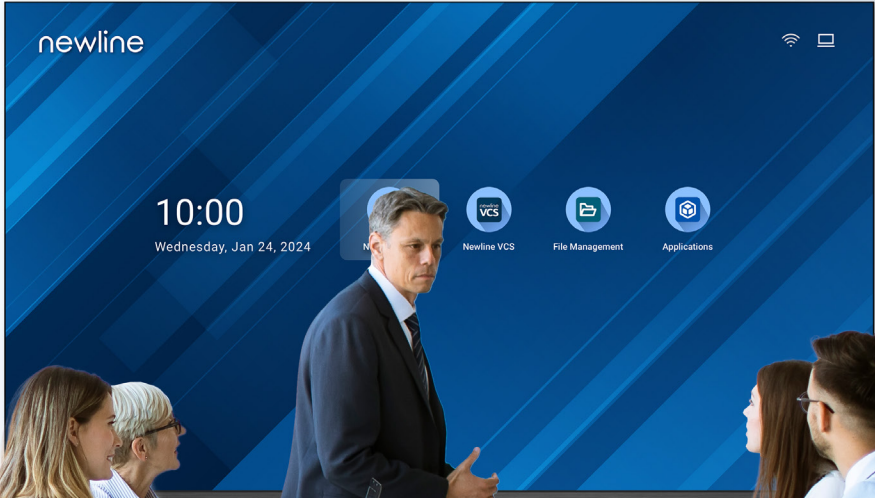 newline
10:00
Wednesday, Jan 24, 2024
newline
VCS
Newline VCS
File Management
Applications